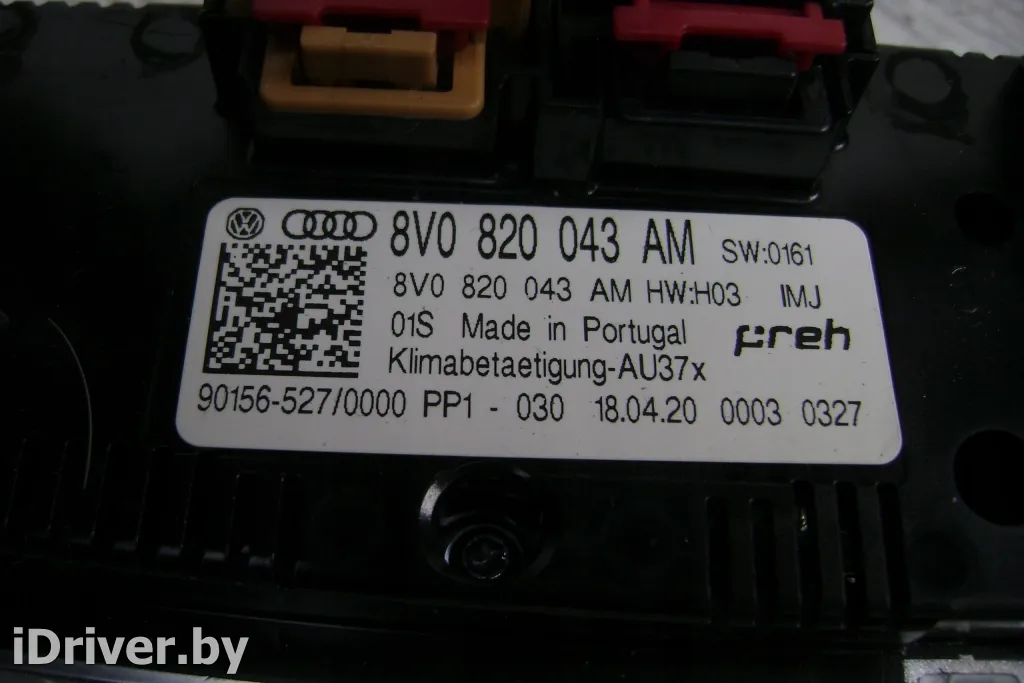 8V0 820 043 AM SW:0161
8V0 820 043 AM HW:H03 IMJ
01S Made in Portugal preh
Klimabetaetigung-AU37x
90156-527/0000 PP1 - 030 18.04.20 0003 0327
iDriver.by